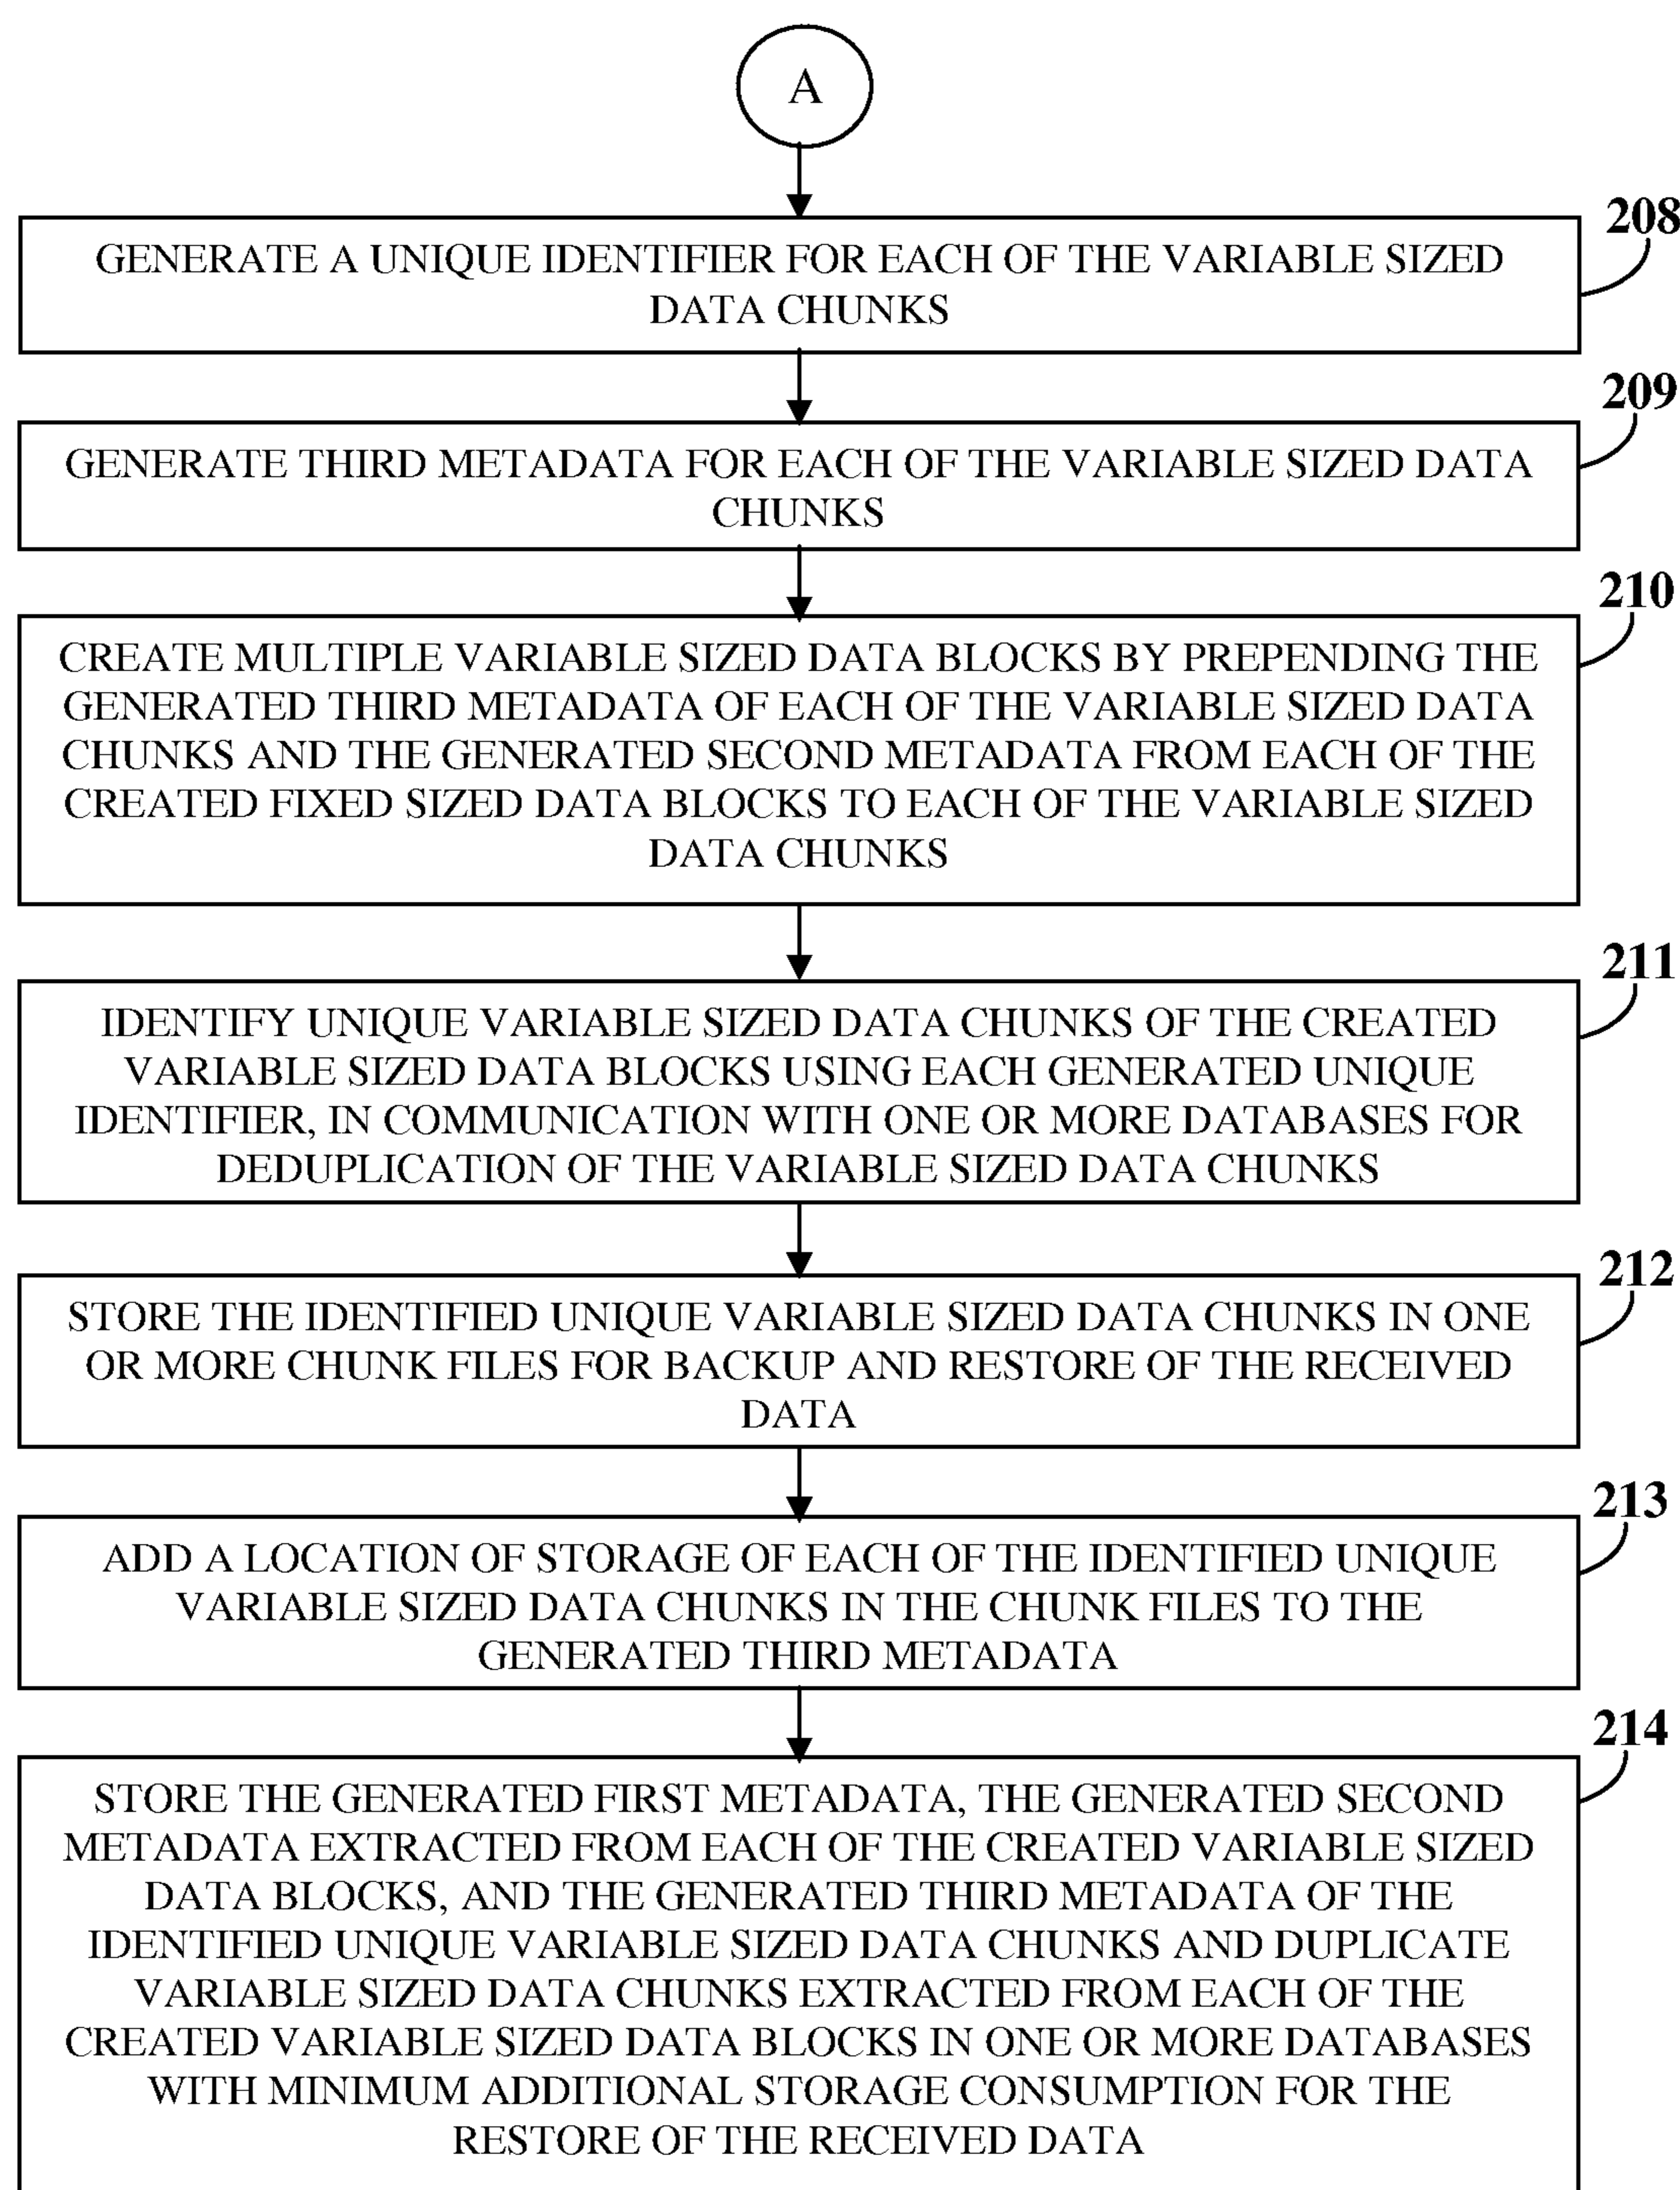 A
208
GENERATE A UNIQUE IDENTIFIER FOR EACH OF THE VARIABLE SIZED
DATA CHUNKS
209
GENERATE THIRD METADATA FOR EACH OF THE VARIABLE SIZED DATA
CHUNKS
210
CREATE MULTIPLE VARIABLE SIZED DATA BLOCKS BY PREPENDING THE
GENERATED THIRD METADATA OF EACH OF THE VARIABLE SIZED DATA
CHUNKS AND THE GENERATED SECOND METADATA FROM EACH OF THE
CREATED FIXED SIZED DATA BLOCKS TO EACH OF THE VARIABLE SIZED
DATA CHUNKS
211
IDENTIFY UNIQUE VARIABLE SIZED DATA CHUNKS OF THE CREATED
VARIABLE SIZED DATA BLOCKS USING EACH GENERATED UNIQUE
IDENTIFIER, IN COMMUNICATION WITH ONE OR MORE DATABASES FOR
DEDUPLICATION OF THE VARIABLE SIZED DATA CHUNKS
212
STORE THE IDENTIFIED UNIQUE VARIABLE SIZED DATA CHUNKS IN ONE
OR MORE CHUNK FILES FOR BACKUP AND RESTORE OF THE RECEIVED
DATA
213
ADD A LOCATION OF STORAGE OF EACH OF THE IDENTIFIED UNIQUE
VARIABLE SIZED DATA CHUNKS IN THE CHUNK FILES TO THE
GENERATED THIRD METADATA
214
STORE THE GENERATED FIRST METADATA, THE GENERATED SECOND
METADATA EXTRACTED FROM EACH OF THE CREATED VARIABLE SIZED
DATA BLOCKS, AND THE GENERATED THIRD METADATA OF THE
IDENTIFIED UNIQUE VARIABLE SIZED DATA CHUNKS AND DUPLICATE
VARIABLE SIZED DATA CHUNKS EXTRACTED FROM EACH OF THE
CREATED VARIABLE SIZED DATA BLOCKS IN ONE OR MORE DATABASES
WITH MINIMUM ADDITIONAL STORAGE CONSUMPTION FOR THE
RESTORE OF THE RECEIVED DATA